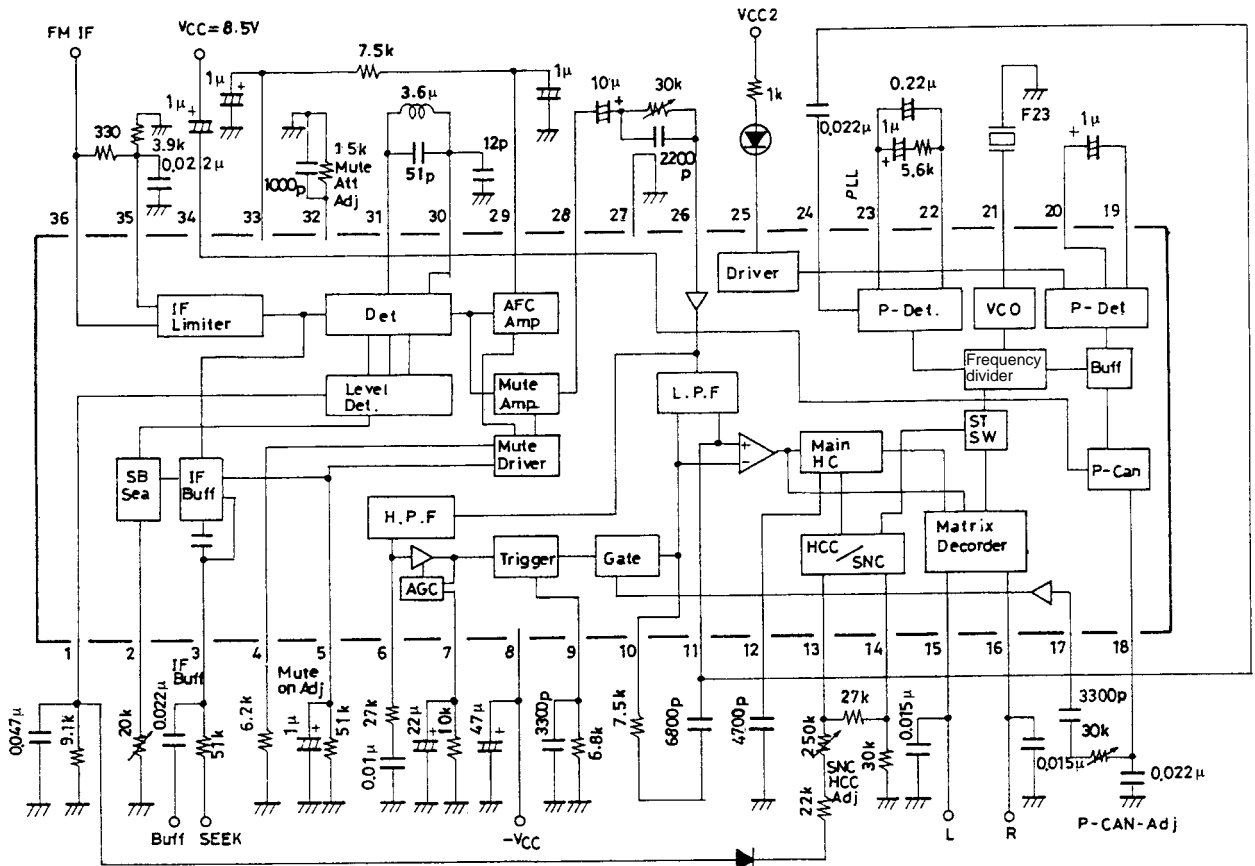 FM IF
VCC=8.5V
VCC2
7.5k
1μ
1μ
1μ
3.6μ
10μ
30k
1k
0.22μ
0.022μ
1μ
5.6k
F23
1μ
330
3.9k
0.022μ
1000p
1.5k
Mute
Att
Adj
51p
12p
2200
p
PLL
36
35
34
33
32
31
30
29
28
27
26
25
24
23
22
21
20
19
IF
Limiter
Det
AFC
Amp
Driver
P-Det.
VCO
P-Det
Level
Det.
Mute
Amp
L.P.F
Frequency
divider
Buff
Mute
Driver
ST
SW
SB
Sea
IF
Buff
+
-
Main
HC
P-Can
H.P.F
AGC
Trigger
Gate
HCC
/SNC
Matrix
Decorder
1
2
3
4
5
6
7
8
9
10
11
12
13
14
15
16
17
18
IF
Buff
Mute
on Adj
0.047μ
9.1k
20k
0.022μ
51k
6.2k
1μ
51k
27k
0.01μ
22μ
10k
47μ
3300p
6.8k
7.5k
6800p
4700p
27k
250k
30k
SNC
HCC
Adj
22k
0.015μ
0.015μ
3300p
30k
0.022μ
Buff
SEEK
-VCC
L
R
P-CAN-Adj